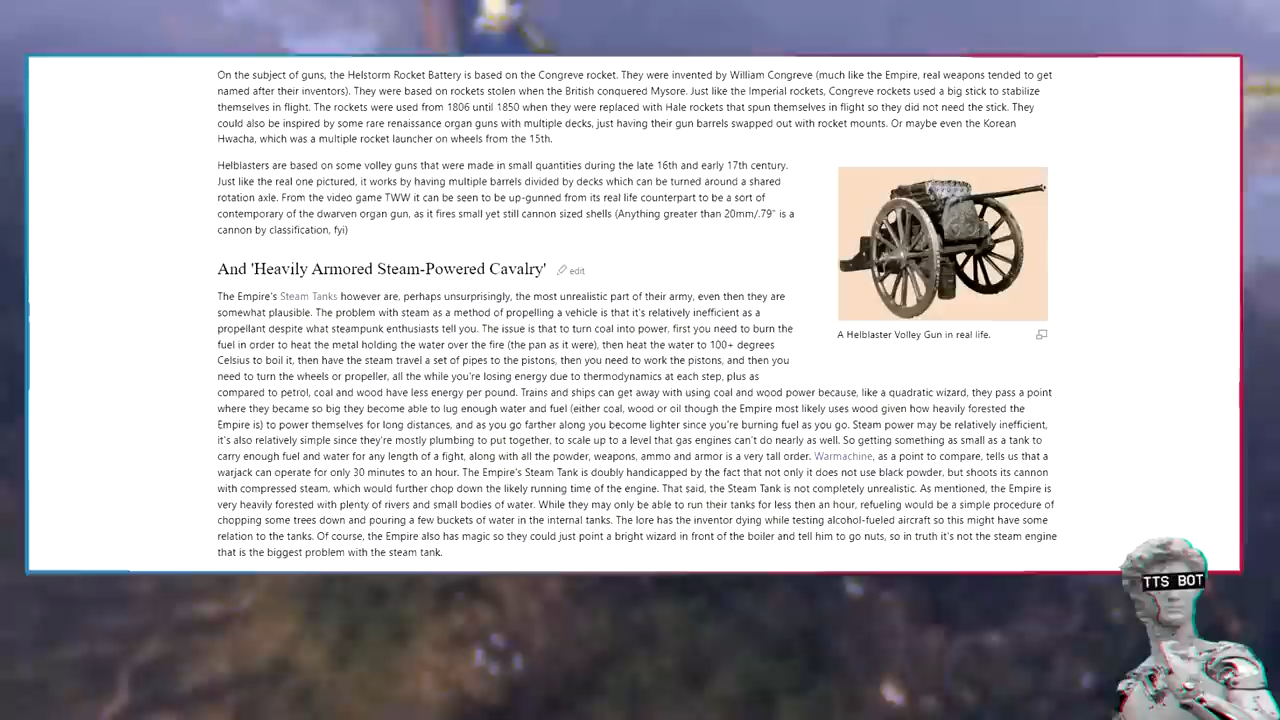 On the subject of guns, the Helstorm Rocket Battery is based on the Congreve rocket. They were invented by William Congreve (much like the Empire, real weapons tended to get
named after their inventors). They were based on rockets stolen when the British conquered Mysore. Just like the Imperial rockets, Congreve rockets used a big stick to stabilize
themselves in flight. The rockets were used from 1806 until 1850 when they were replaced with Hale rockets that spun themselves in flight so they did not need the stick. They
could also be inspired by some rare renaissance organ guns with multiple decks, just having their gun barrels swapped out with rocket mounts. Or maybe even the Korean
Hwacha, which was a multiple rocket launcher on wheels from the 15th.
Helblasters are based on some volley guns that were made in small quantities during the late 16th and early 17th century.
Just like the real one pictured, it works by having multiple barrels divided by decks which can be turned around a shared
rotation axle. From the video game TWW it can be seen to be up-gunned from its real life counterpart to be a sort of
contemporary of the dwarven organ gun, as it fires small yet still cannon sized shells (Anything greater than 20mm/.79" is a
cannon by classification, fyi)
A Helblaster Volley Gun in real life.
And 'Heavily Armored Steam-Powered Cavalry' edit
The Empire's Steam Tanks however are, perhaps unsurprisingly, the most unrealistic part of their army, even then they are
somewhat plausible. The problem with steam as a method of propelling a vehicle is that it's relatively inefficient as a
propellant despite what steampunk enthusiasts tell you. The issue is that to turn coal into power, first you need to burn the
fuel in order to heat the metal holding the water over the fire (the pan as it were), then heat the water to 100+ degrees
Celsius to boil it, then have the steam travel a set of pipes to the pistons, then you need to work the pistons, and then you
need to turn the wheels or propeller, all the while you're losing energy due to thermodynamics at each step, plus as
compared to petrol, coal and wood have less energy per pound. Trains and ships can get away with using coal and wood power because, like a quadratic wizard, they pass a point
where they became so big they become able to lug enough water and fuel (either coal, wood or oil though the Empire most likely uses wood given how heavily forested the
Empire is) to power themselves for long distances, and as you go farther along you become lighter since you're burning fuel as you go. Steam power may be relatively inefficient,
it's also relatively simple since they're mostly plumbing to put together, to scale up to a level that gas engines can't do nearly as well. So getting something as small as a tank to
carry enough fuel and water for any length of a fight, along with all the powder, weapons, ammo and armor is a very tall order. Warmachine, as a point to compare, tells us that a
warjack can operate for only 30 minutes to an hour. The Empire's Steam Tank is doubly handicapped by the fact that not only it does not use black powder, but shoots its cannon
with compressed steam, which would further chop down the likely running time of the engine. That said, the Steam Tank is not completely unrealistic. As mentioned, the Empire is
very heavily forested with plenty of rivers and small bodies of water. While they may only be able to run their tanks for less then an hour, refueling would be a simple procedure of
chopping some trees down and pouring a few buckets of water in the internal tanks. The lore has the inventor dying while testing alcohol-fueled aircraft so this might have some
relation to the tanks. Of course, the Empire also has magic so they could just point a bright wizard in front of the boiler and tell him to go nuts, so in truth it's not the steam engine
that is the biggest problem with the steam tank.
TTS BOT